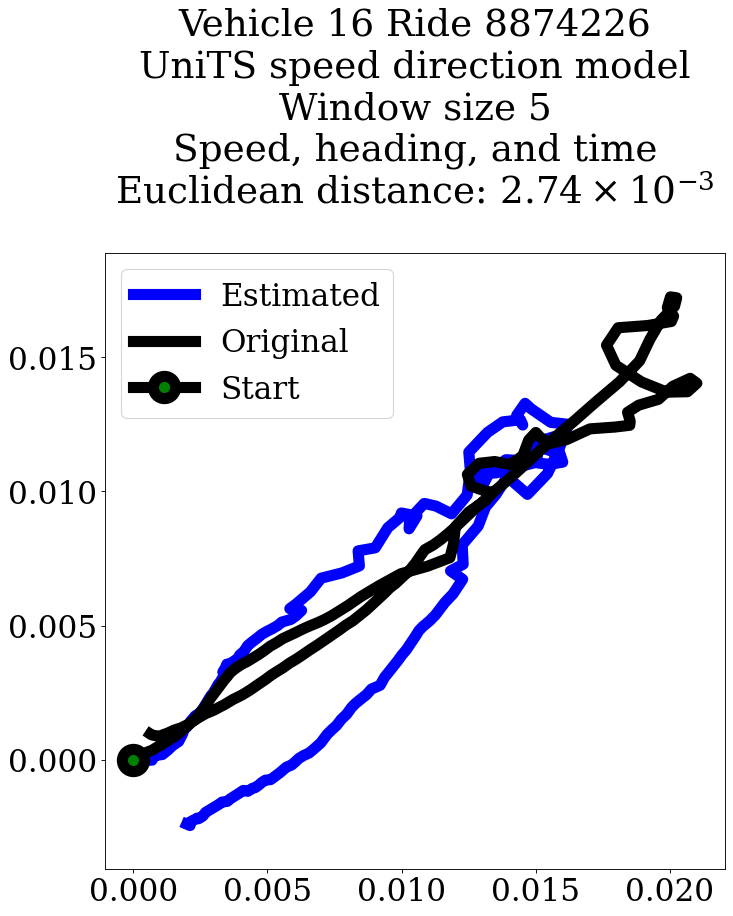 Vehicle 16 Ride 8874226
UniTS speed direction model
Window size 5
Speed, heading, and time
Euclidean distance: $2.74 \times 10^{-3}$
Estimated
Original
Start
0.015
0.010
0.005
0.000
0.000 0.005 0.010 0.015 0.020